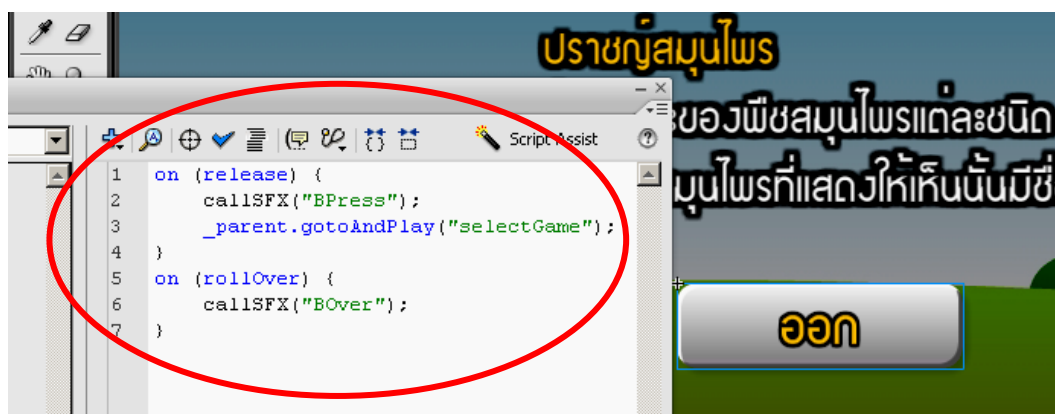 ปราชญ์สมุนไพร
ของพืชสมุนไพรแต่ละชนิด
มุนไพรที่แสดงให้เห็นนั้นมีชื่
Script Assist
1 on (release) {
2 callSFX("BPress");
3 _parent.gotoAndPlay("selectGame");
4 }
5 on (rollOver) {
6 callSFX("BOver");
7 }
ออก